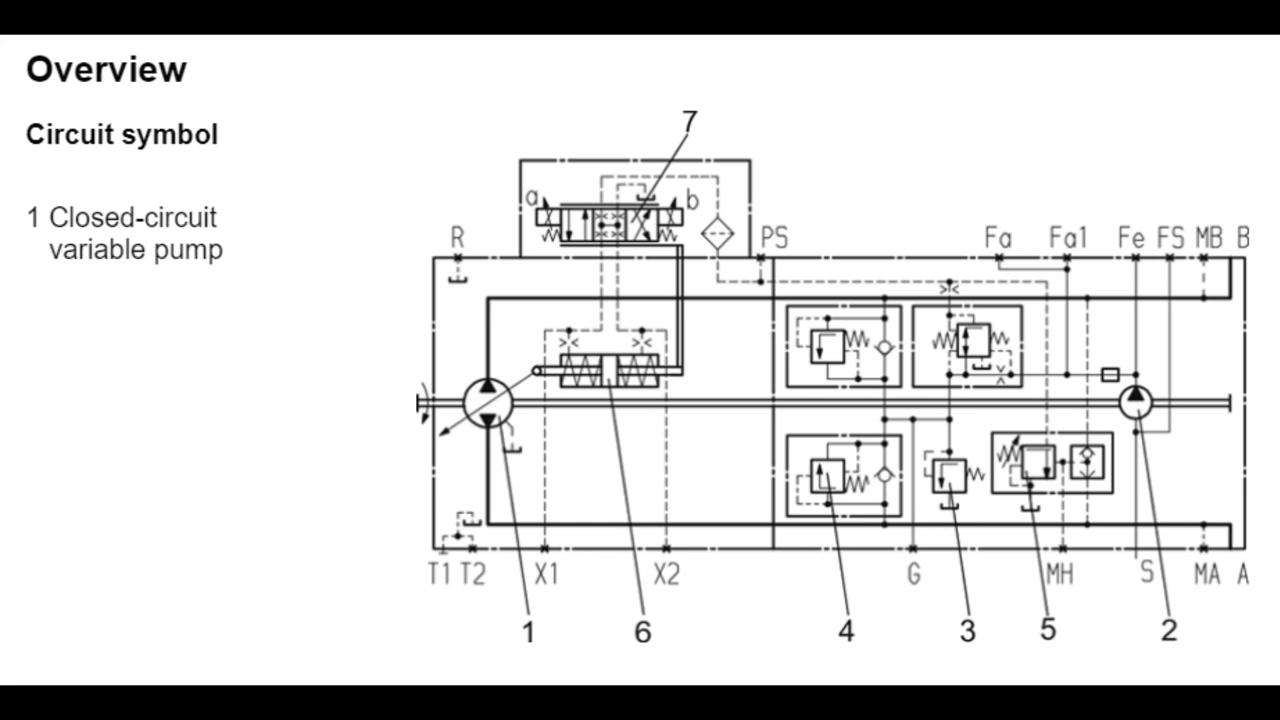 Overview
Circuit symbol
1 Closed-circuit
variable pump
7
a b
R PS Fa Fa1 Fe FS MB B
T1 T2 X1 X2 G MH S MA A
1 6 4 3 5 2